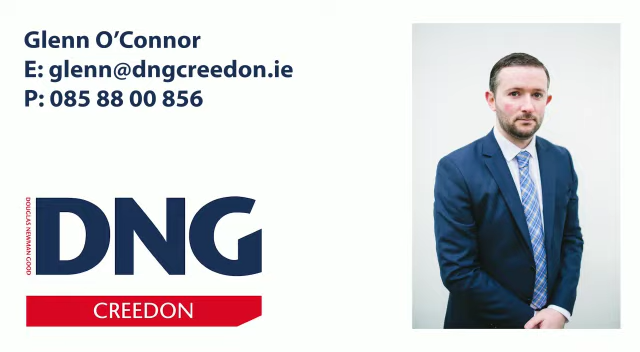 Glenn O’Connor
E: glenn@dngcreedon.ie
P: 085 88 00 856
DOUGLAS NEWMAN GOOD
DNG
CREEDON